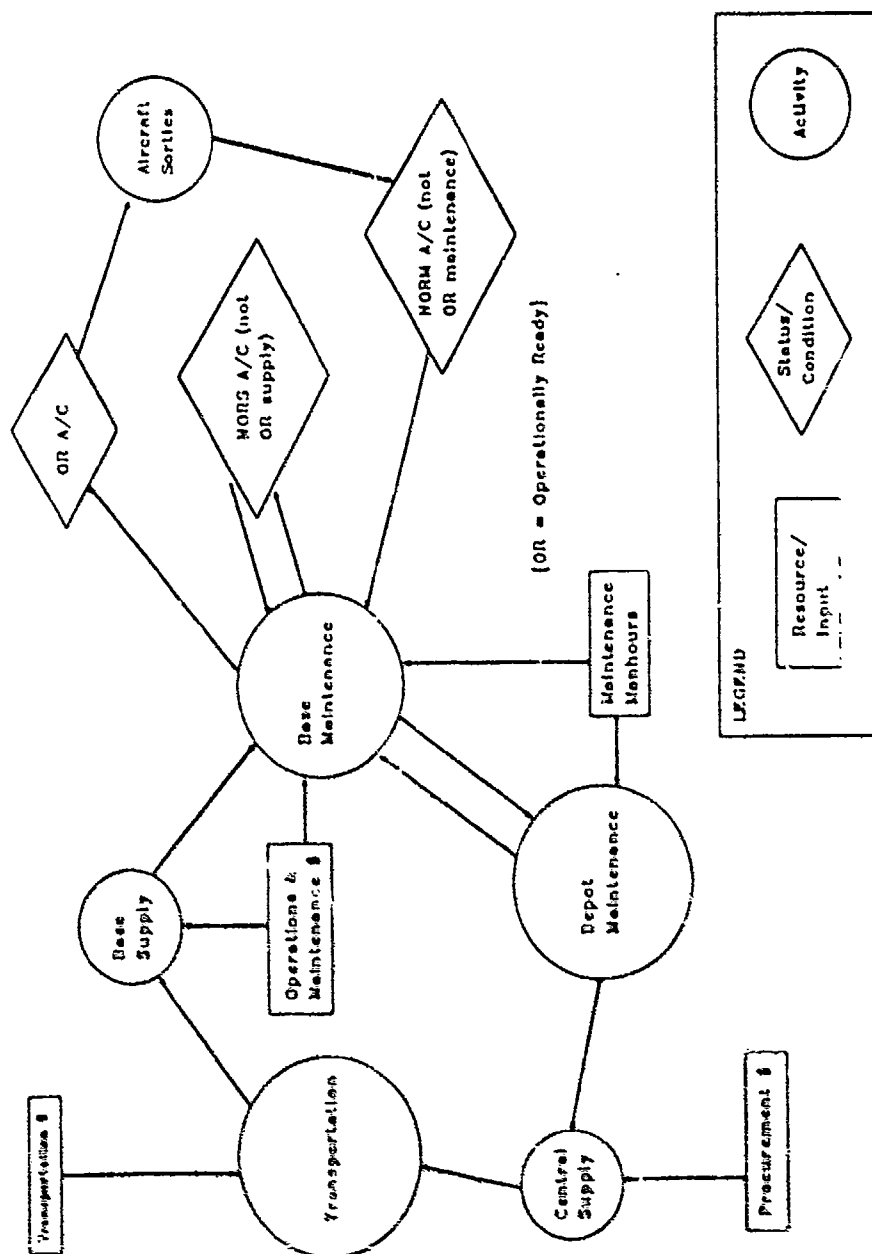 Transportation $
OR A/C
Aircraft
Sorties
Base
Supply
NORS A/C (not
OR supply)
Transportation
Operations &
Maintenance $
Base
Maintenance
NORM A/C (not
OR maintenance)
(OR = Operationally Ready)
Central
Supply
Depot
Maintenance
Maintenance
Manhours
Procurement $
LEGEND
Resource/
Input
Status/
Condition
Activity